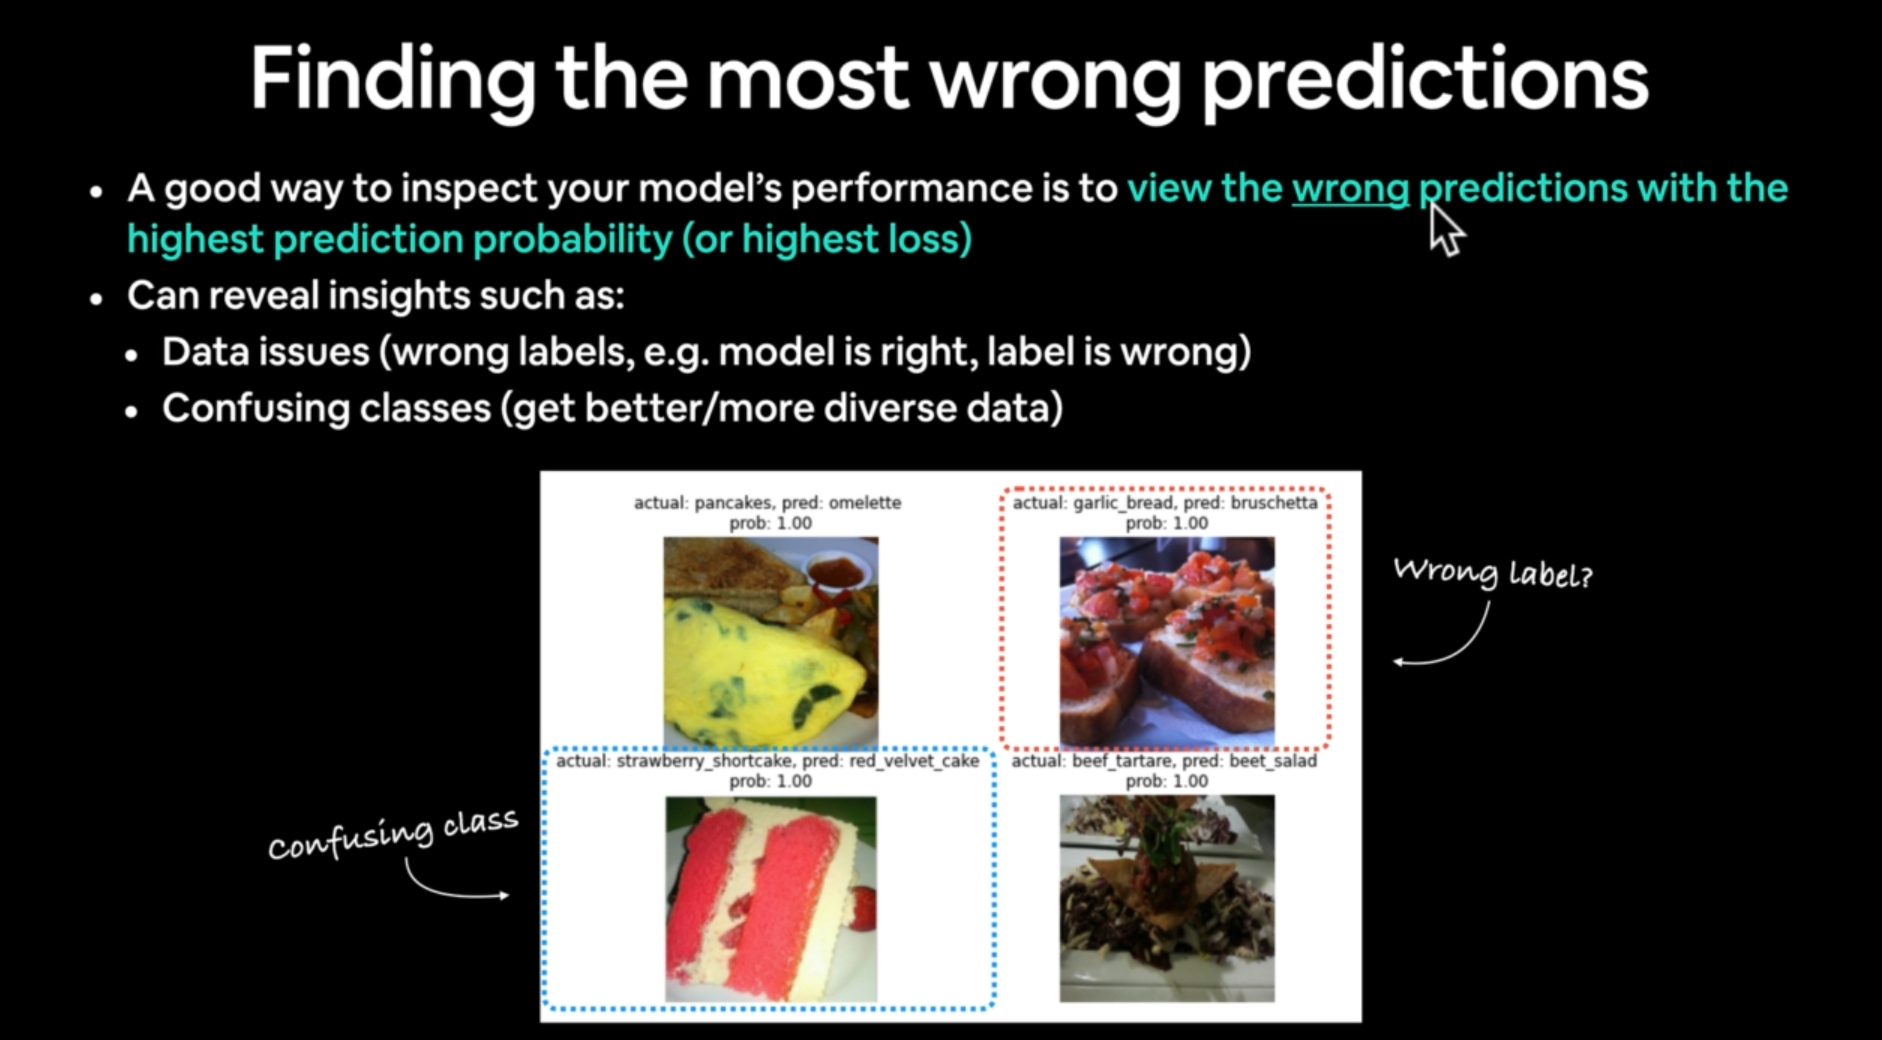 Finding the most wrong predictions
• A good way to inspect your model's performance is to view the wrong predictions with the
highest prediction probability (or highest loss)
• Can reveal insights such as:
• Data issues (wrong labels, e.g. model is right, label is wrong)
• Confusing classes (get better/more diverse data)
actual: pancakes, pred: omelette
prob: 1.00
actual: garlic_bread, pred: bruschetta
prob: 1.00
Wrong label?
actual: strawberry_shortcake, pred: red_velvet_cake
prob: 1.00
actual: beef_tartare, pred: beet_salad
prob: 1.00
Confusing class